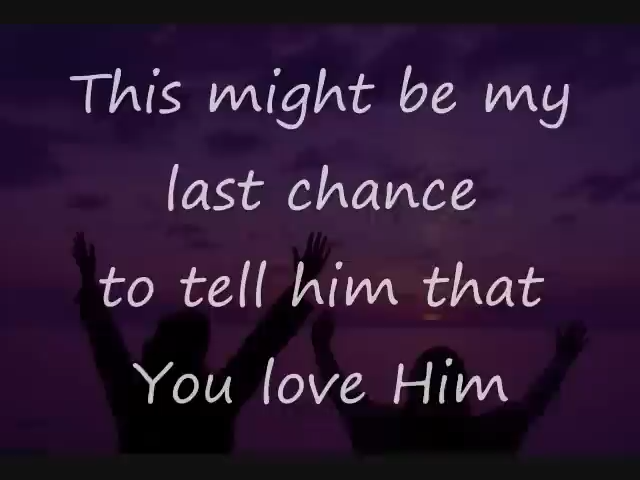 This might be my
last chance
to tell him that
You love Him